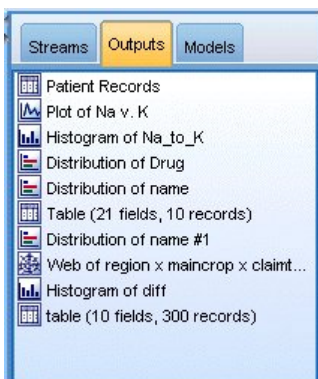 Streams Outputs Models
Patient Records
Plot of Na v. K
Histogram of Na_to_K
Distribution of Drug
Distribution of name
Table (21 fields, 10 records)
Distribution of name #1
Web of region x maincrop x claimt...
Histogram of diff
table (10 fields, 300 records)